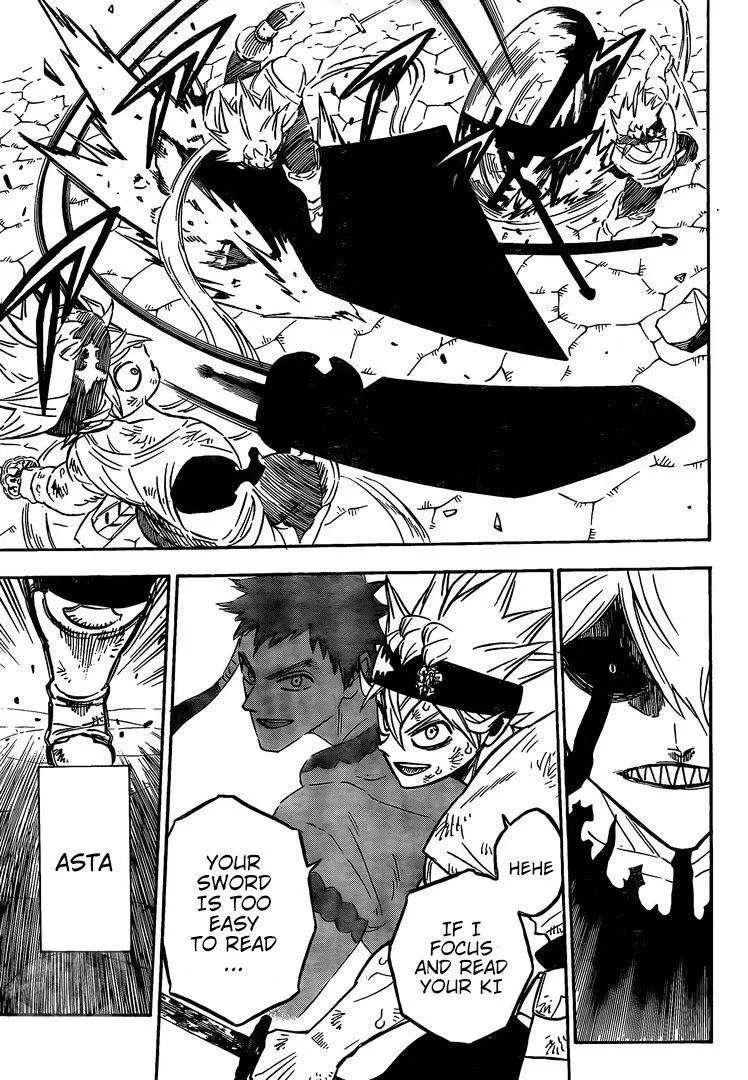 HEHE
IF I
FOCUS
AND READ
YOUR KI
YOUR
SWORD
IS TOO
EASY
TO READ
...
ASTA